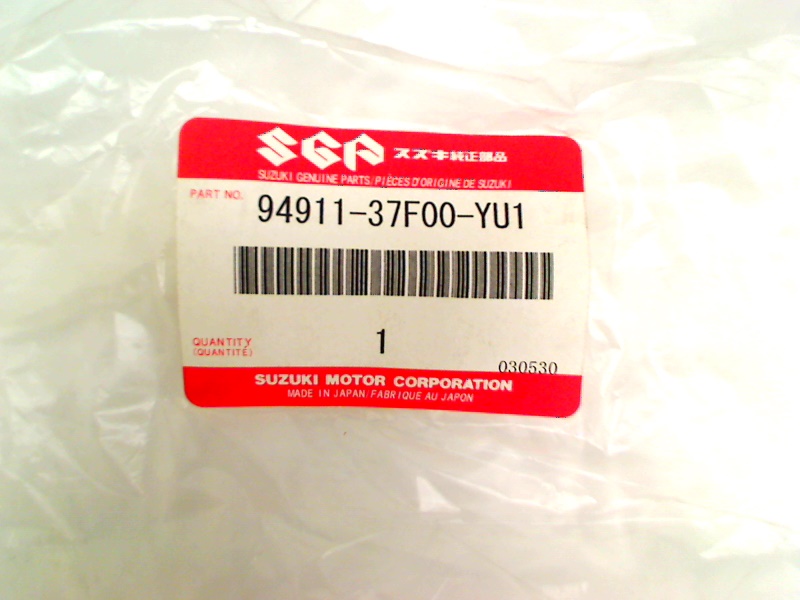 SGP スズキ純正部品
SUZUKI GENUINE PARTS/PIÈCES D'ORIGINE DE SUZUKI
PART NO.
94911-37F00-YU1
QUANTITY
(QUANTITÉ)
1
030530
SUZUKI MOTOR CORPORATION
MADE IN JAPAN/FABRIQUE AU JAPON